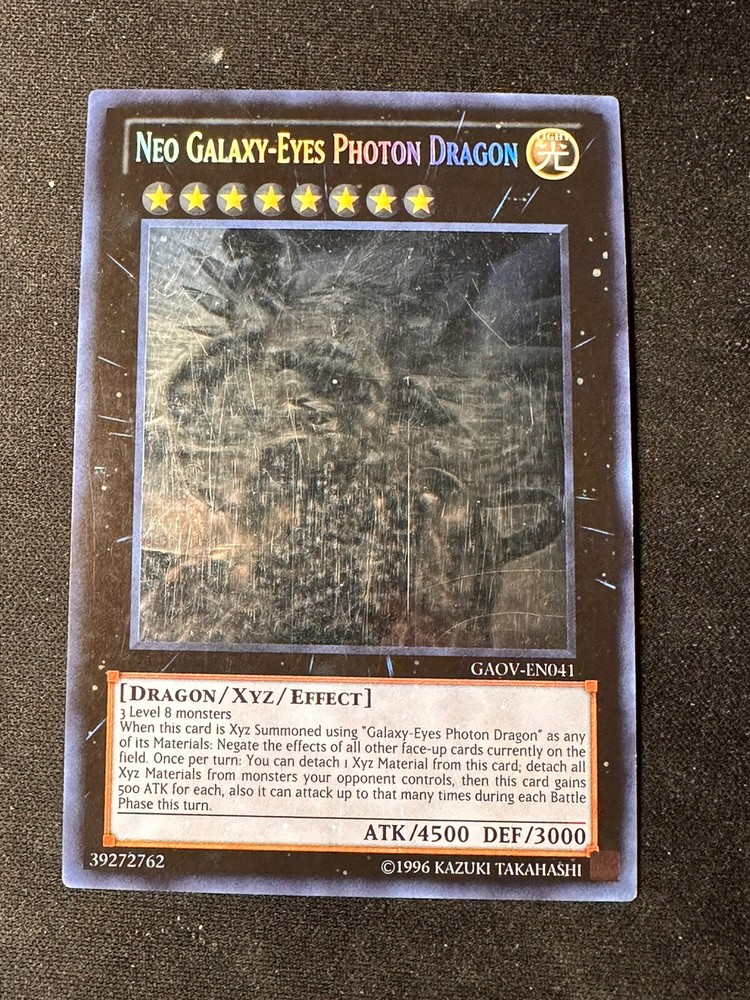 NEO GALAXY-EYES PHOTON DRAGON
LIGHT
光
GAOV-EN041
[DRAGON/XYZ/EFFECT]
3 Level 8 monsters
When this card is Xyz Summoned using "Galaxy-Eyes Photon Dragon" as any
of its Materials: Negate the effects of all other face-up cards currently on the
field. Once per turn: You can detach 1 Xyz Material from this card; detach all
Xyz Materials from monsters your opponent controls, then this card gains
500 ATK for each, also it can attack up to that many times during each Battle
Phase this turn.
ATK/4500 DEF/3000
39272762
©1996 KAZUKI TAKAHASHI